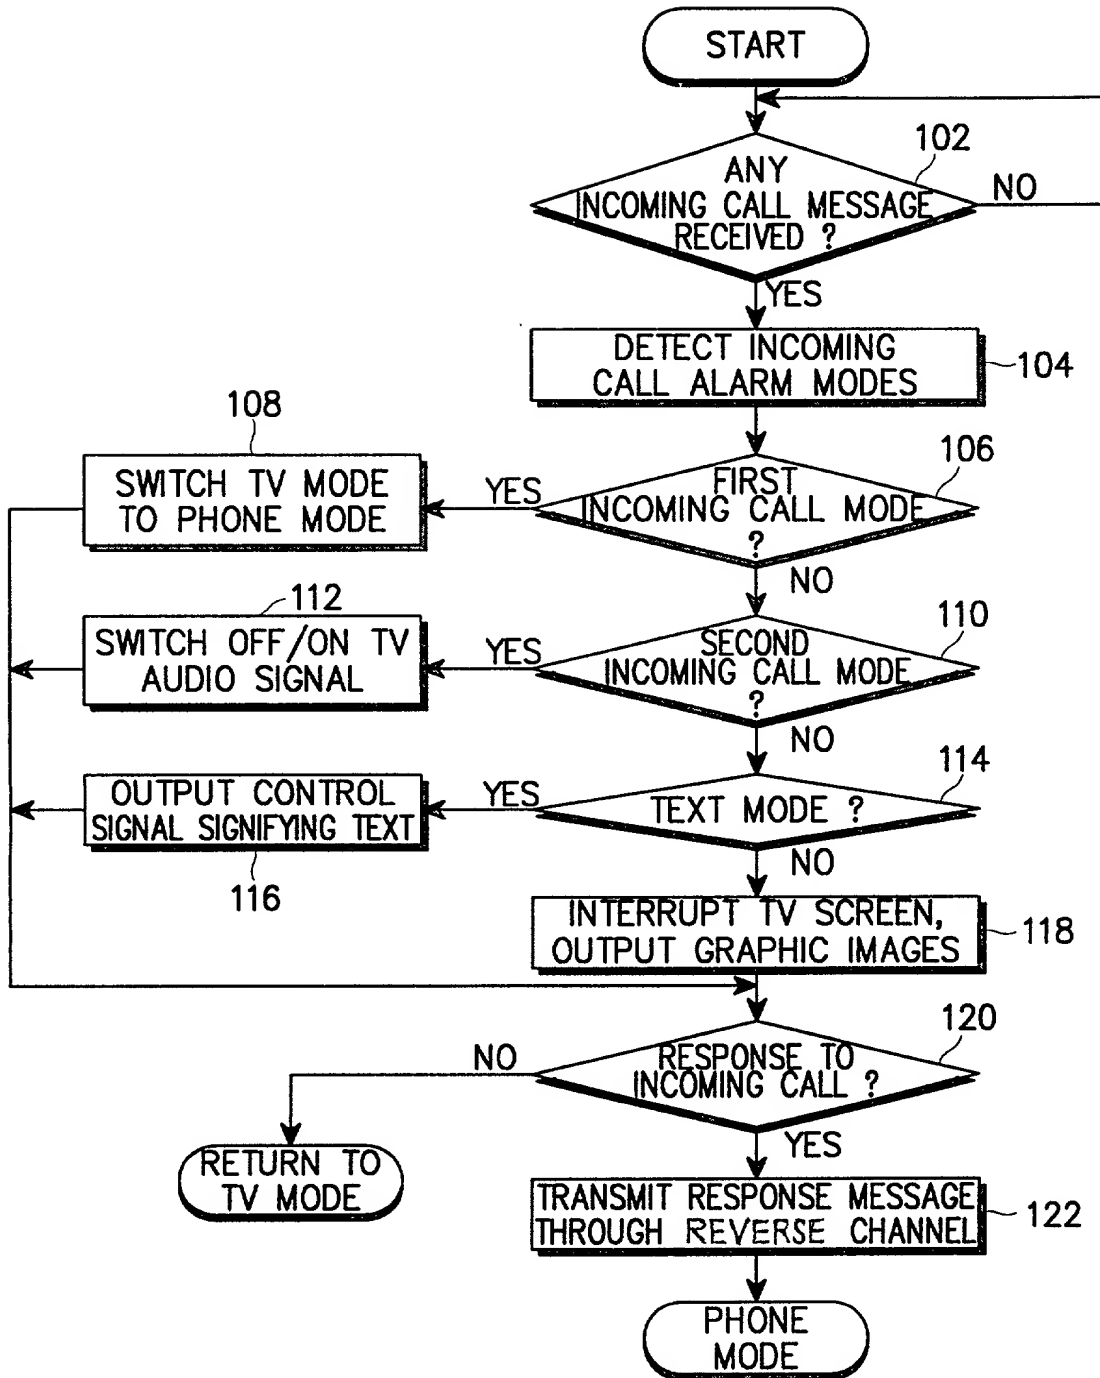 START
102
ANY
INCOMING CALL MESSAGE
RECEIVED ?
NO
YES
DETECT INCOMING
CALL ALARM MODES
104
108
SWITCH TV MODE
TO PHONE MODE
YES
FIRST
INCOMING CALL MODE
?
106
NO
112
SWITCH OFF/ON TV
AUDIO SIGNAL
YES
SECOND
INCOMING CALL MODE
?
110
NO
OUTPUT CONTROL
SIGNAL SIGNIFYING TEXT
116
YES
TEXT MODE ?
114
NO
INTERRUPT TV SCREEN,
OUTPUT GRAPHIC IMAGES
118
120
RESPONSE TO
INCOMING CALL ?
NO
YES
RETURN TO
TV MODE
TRANSMIT RESPONSE MESSAGE
THROUGH REVERSE CHANNEL
122
PHONE
MODE